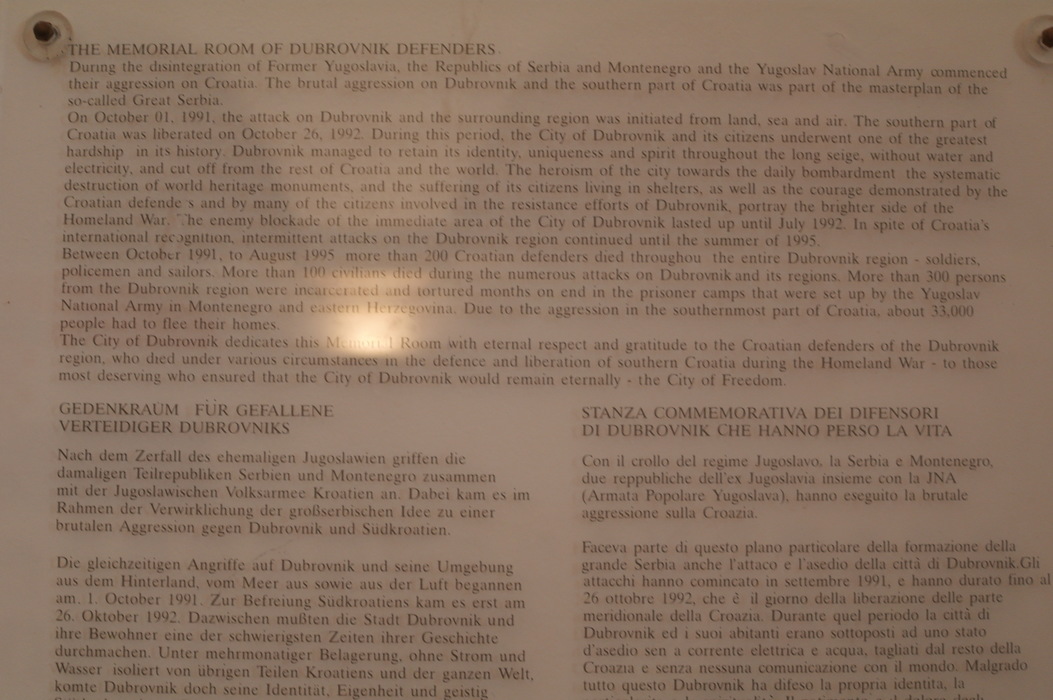 THE MEMORIAL ROOM OF DUBROVNIK DEFENDERS
During the disintegration of Former Yugoslavia, the Republics of Serbia and Montenegro and the Yugoslav National Army commenced
their aggression on Croatia. The brutal aggression on Dubrovnik and the southern part of Croatia was part of the masterplan of the
so-called Great Serbia.
On October 01, 1991, the attack on Dubrovnik and the surrounding region was initiated from land, sea and air. The southern part of
Croatia was liberated on October 26, 1992. During this period, the City of Dubrovnik and its citizens underwent one of the greatest
hardship in its history. Dubrovnik managed to retain its identity, uniqueness and spirit throughout the long seige, without water and
electricity, and cut off from the rest of Croatia and the world. The heroism of the city towards the daily bombardment the systematic
destruction of world heritage monuments, and the suffering of its citizens living in shelters, as well as the courage demonstrated by the
Croatian defende s and by many of the citizens involved in the resistance efforts of Dubrovnik, portray the brighter side of the
Homeland War. The enemy blockade of the immediate area of the City of Dubrovnik lasted up until July 1992. In spite of Croatia's
international recognition, intermittent attacks on the Dubrovnik region continued until the summer of 1995.
Between October 1991, to August 1995 more than 200 Croatian defenders died throughou the entire Dubrovnik region - soldiers,
policemen and sailors. More than 100 civilians died during the numerous attacks on Dubrovnik and its regions. More than 300 persons
from the Dubrovnik region were incarcerated and tortured months on end in the prisoner camps that were set up by the Yugoslav
National Army in Montenegro and eastern Herzegovina. Due to the aggression in the southernmost part of Croatia, about 33,000
people had to flee their homes.
The City of Dubrovnik dedicates this Memori l Room with eternal respect and gratitude to the Croatian defenders of the Dubrovnik
region, who died under various circumstances in the defence and liberation of southern Croatia during the Homeland War - to those
most deserving who ensured that the City of Dubrovnik would remain eternally - the City of Freedom.
GEDENKRAUM FÜR GEFALLENE
VERTEIDIGER DUBROVNIKS
Nach dem Zerfall des ehemaligen Jugoslawien griffen die
damaligen Teilrepubliken Serbien und Montenegro zusammen
mit der Jugoslawischen Volksarmee Kroatien an. Dabei kam es im
Rahmen der Verwirklichung der großserbischen Idee zu einer
brutalen Aggression gegen Dubrovnik und Südkroatien.
Die gleichzeitigen Angriffe auf Dubrovnik und seine Umgebung
aus dem Hinterland, vom Meer aus sowie aus der Luft begannen
am. 1. October 1991. Zur Befreiung Südkroatiens kam es erst am
26. Oktober 1992. Dazwischen mußten die Stadt Dubrovnik und
ihre Bewohner eine der schwierigsten Zeiten ihrer Geschichte
durchmachen. Unter mehrmonatiger Belagerung, ohne Strom und
Wasser isoliert von übrigen Teilen Kroatiens und der ganzen Welt,
komte Dubrovnik doch seine Identität, Eigenheit und geistig
STANZA COMMEMORATIVA DEI DIFENSORI
DI DUBROVNIK CHE HANNO PERSO LA VITA
Con il crollo del regime Jugoslavo, la Serbia e Montenegro,
due reppubliche dell'ex Jugoslavia insieme con la JNA
(Armata Popolare Yugoslava), hanno eseguito la brutale
aggressione sulla Croazia.
Faceva parte di questo plano particolare della formazione della
grande Serbia anche l'attaco e l'asedio della città di Dubrovnik.Gli
attacchi hanno comincato in settembre 1991, e hanno durato fino al
26 ottobre 1992, che è il giorno della liberazione delle parte
meridionale della Croazia. Durante quel periodo la città di
Dubrovnik ed i suoi abitanti erano sottoposti ad uno stato
d'asedio sen a corrente elettrica e acqua, tagliati dal resto della
Croazia e senza nessuna comunicazione con il mondo. Malgrado
tutto questo Dubrovnik ha difeso la propria identita, la